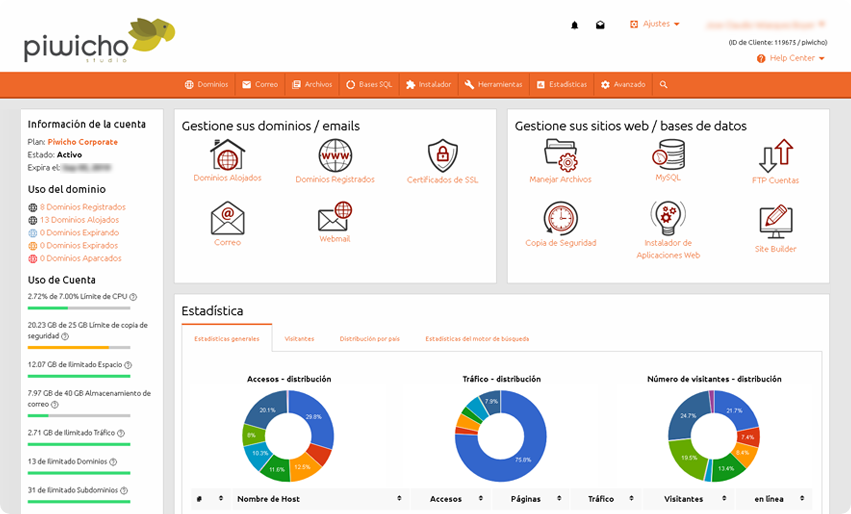 piwicho
studio
Ajustes
(ID de Cliente: 119675 / piwicho)
Help Center
Dominios
Correo
Archivos
Bases SQL
Instalador
Herramientas
Estadísticas
Avanzado
Información de la cuenta
Plan: Piwicho Corporate
Estado: Activo
Expira el:
Uso del dominio
8 Dominios Registrados
13 Dominios Alojados
0 Dominios Expirando
0 Dominios Expirados
0 Dominios Aparcados
Uso de Cuenta
2.72% de 7.00% Límite de CPU
20.23 GB de 25 GB Límite de copia de
seguridad
12.07 GB de Ilimitado Espacio
7.97 GB de 40 GB Almacenamiento de
correo
2.71 GB de Ilimitado Tráfico
13 de Ilimitado Dominios
31 de Ilimitado Subdominios
Gestione sus dominios / emails
Dominios Alojados
WWW
Dominios Registrados
Certificados de SSL
Correo
Webmail
Gestione sus sitios web / bases de datos
Manejar Archivos
MySQL
FTP Cuentas
Copia de Seguridad
Instalador de
Aplicaciones Web
Site Builder
Estadística
Estadísticas generales
Visitantes
Distribución por país
Estadísticas del motor de búsqueda
Accesos - distribución
29.8%
13.5%
11.6%
10.3%
8%
20.1%
Tráfico - distribución
7.9%
75.8%
Número de visitantes - distribución
21.7%
7.4%
8.4%
13.4%
19.5%
24.7%
#
Nombre de Host
Accesos
Páginas
Tráfico
Visitantes
en línea